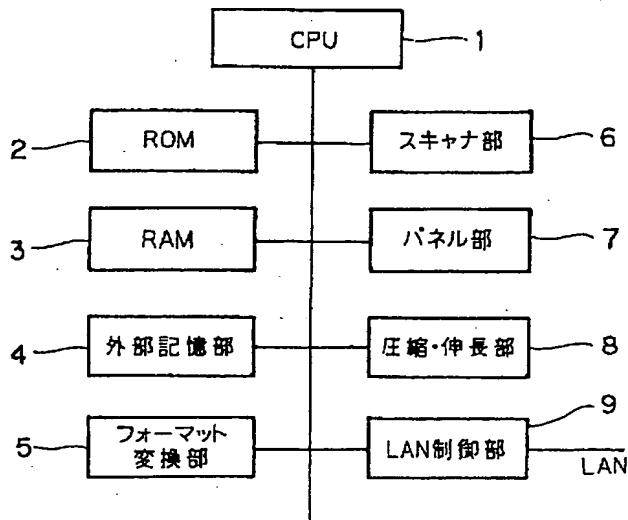 CPU
1
2
ROM
スキャナ部
6
3
RAM
パネル部
7
4
外部記憶部
圧縮・伸長部
8
5
フォーマット
変換部
LAN制御部
9
LAN